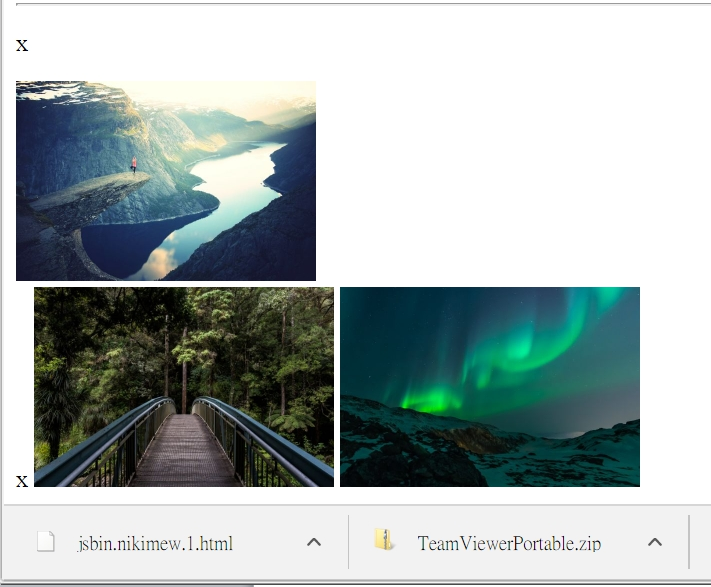 x
x
jsbin.nikimew.1.html
TeamViewerPortable.zip